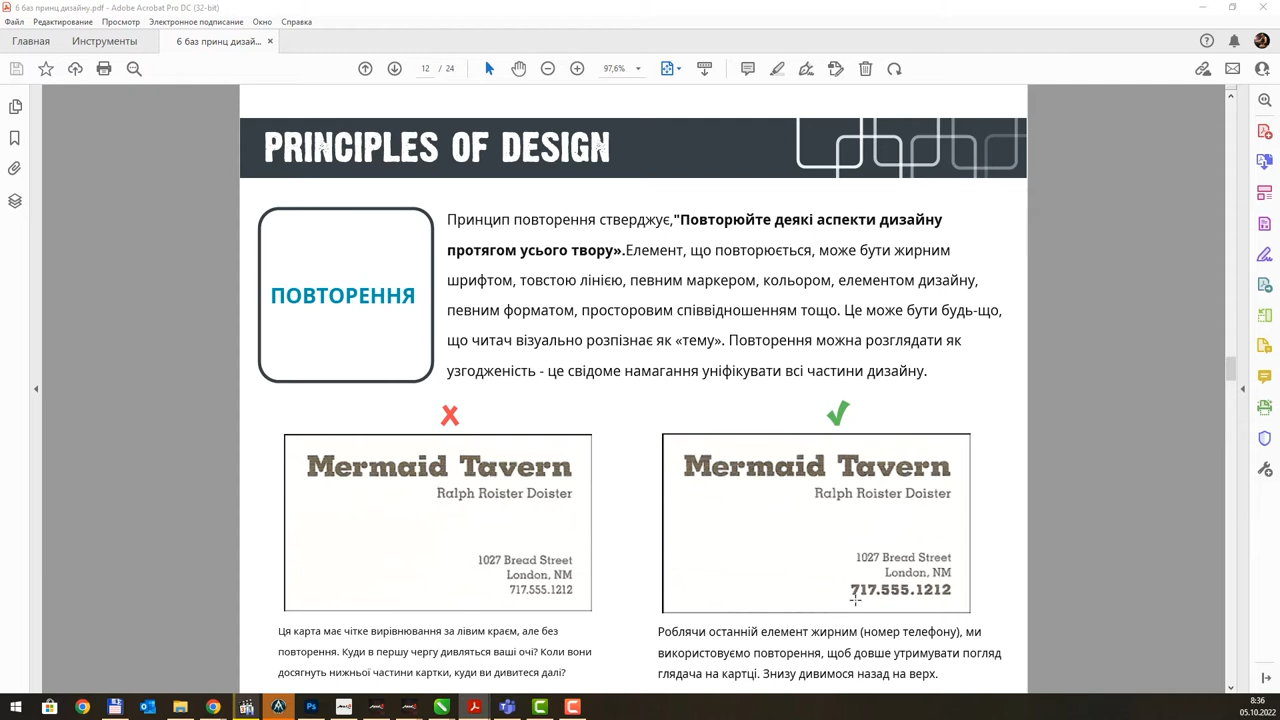 6 баз принц дизайну.pdf - Adobe Acrobat Pro DC (32-bit)
Файл Редактирование Просмотр Электронное подписание Окно Справка
Главная Инструменты 6 баз принц дизай... ×
12 / 24 97,6%
PRINCIPLES OF DESIGN
ПОВТОРЕННЯ
Принцип повторення стверджує,"Повторюйте деякі аспекти дизайну
протягом усього твору».Елемент, що повторюється, може бути жирним
шрифтом, товстою лінією, певним маркером, кольором, елементом дизайну,
певним форматом, просторовим співвідношенням тощо. Це може бути будь-що,
що читач візуально розпізнає як «тему». Повторення можна розглядати як
узгодженість - це свідоме намагання уніфікувати всі частини дизайну.
Mermaid Tavern
Ralph Roister Doister
1027 Bread Street
London, NM
717.555.1212
Ця карта має чітке вирівнювання за лівим краєм, але без
повторення. Куди в першу чергу дивляться ваші очі? Коли вони
досягнуть нижньої частини картки, куди ви дивитеся далі?
Mermaid Tavern
Ralph Roister Doister
1027 Bread Street
London, NM
717.555.1212
Роблячи останній елемент жирним (номер телефону), ми
використовуємо повторення, щоб довше утримувати погляд
глядача на картці. Знизу дивимося назад на верх.
8:36
05.10.2022